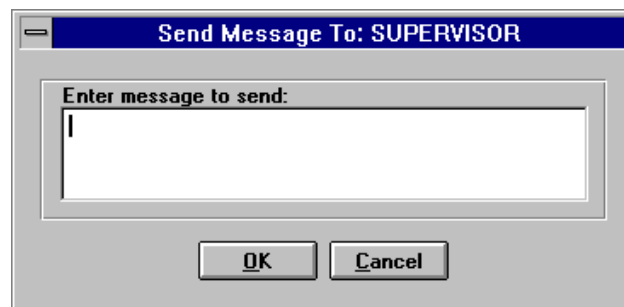 Send Message To: SUPERVISOR
Enter message to send:
OK Cancel